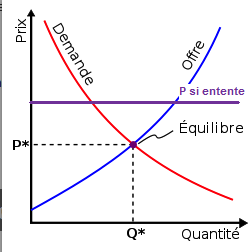 Prix
Demande
Offre
P si entente
Équilibre
P*
Q*
Quantité